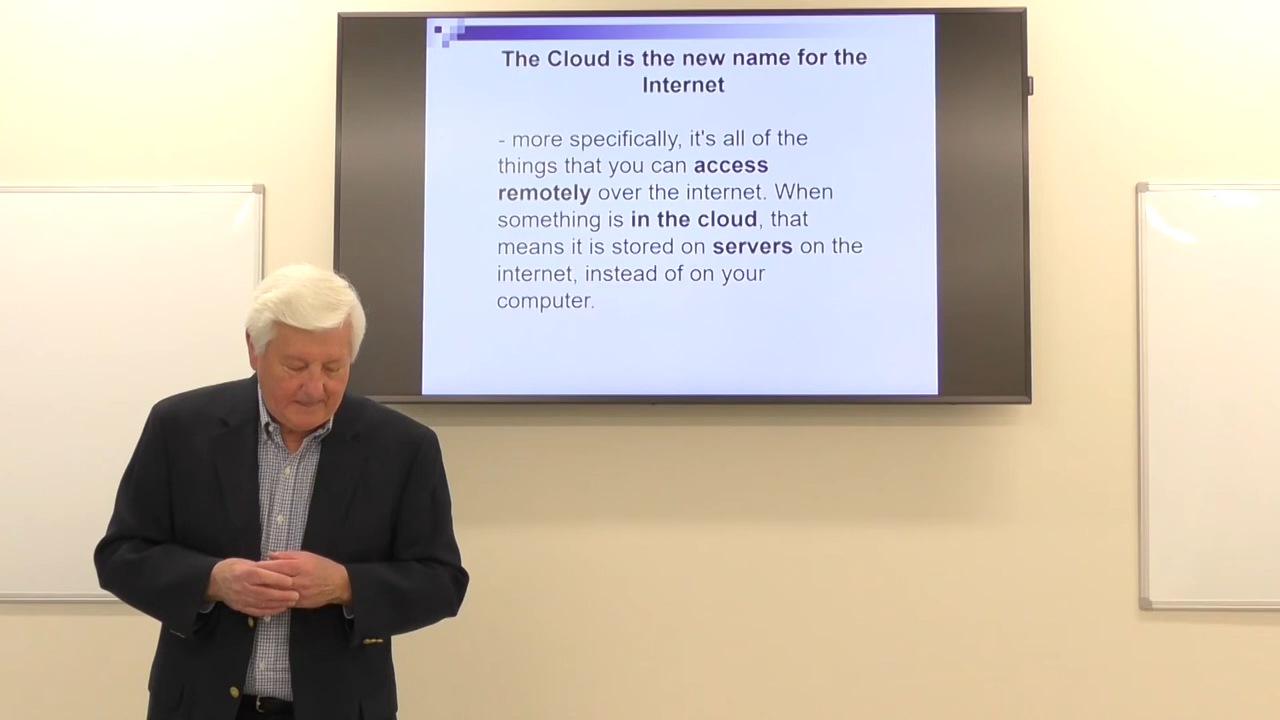 The Cloud is the new name for the
Internet
- more specifically, it's all of the
things that you can access
remotely over the internet. When
something is in the cloud, that
means it is stored on servers on the
internet, instead of on your
computer.